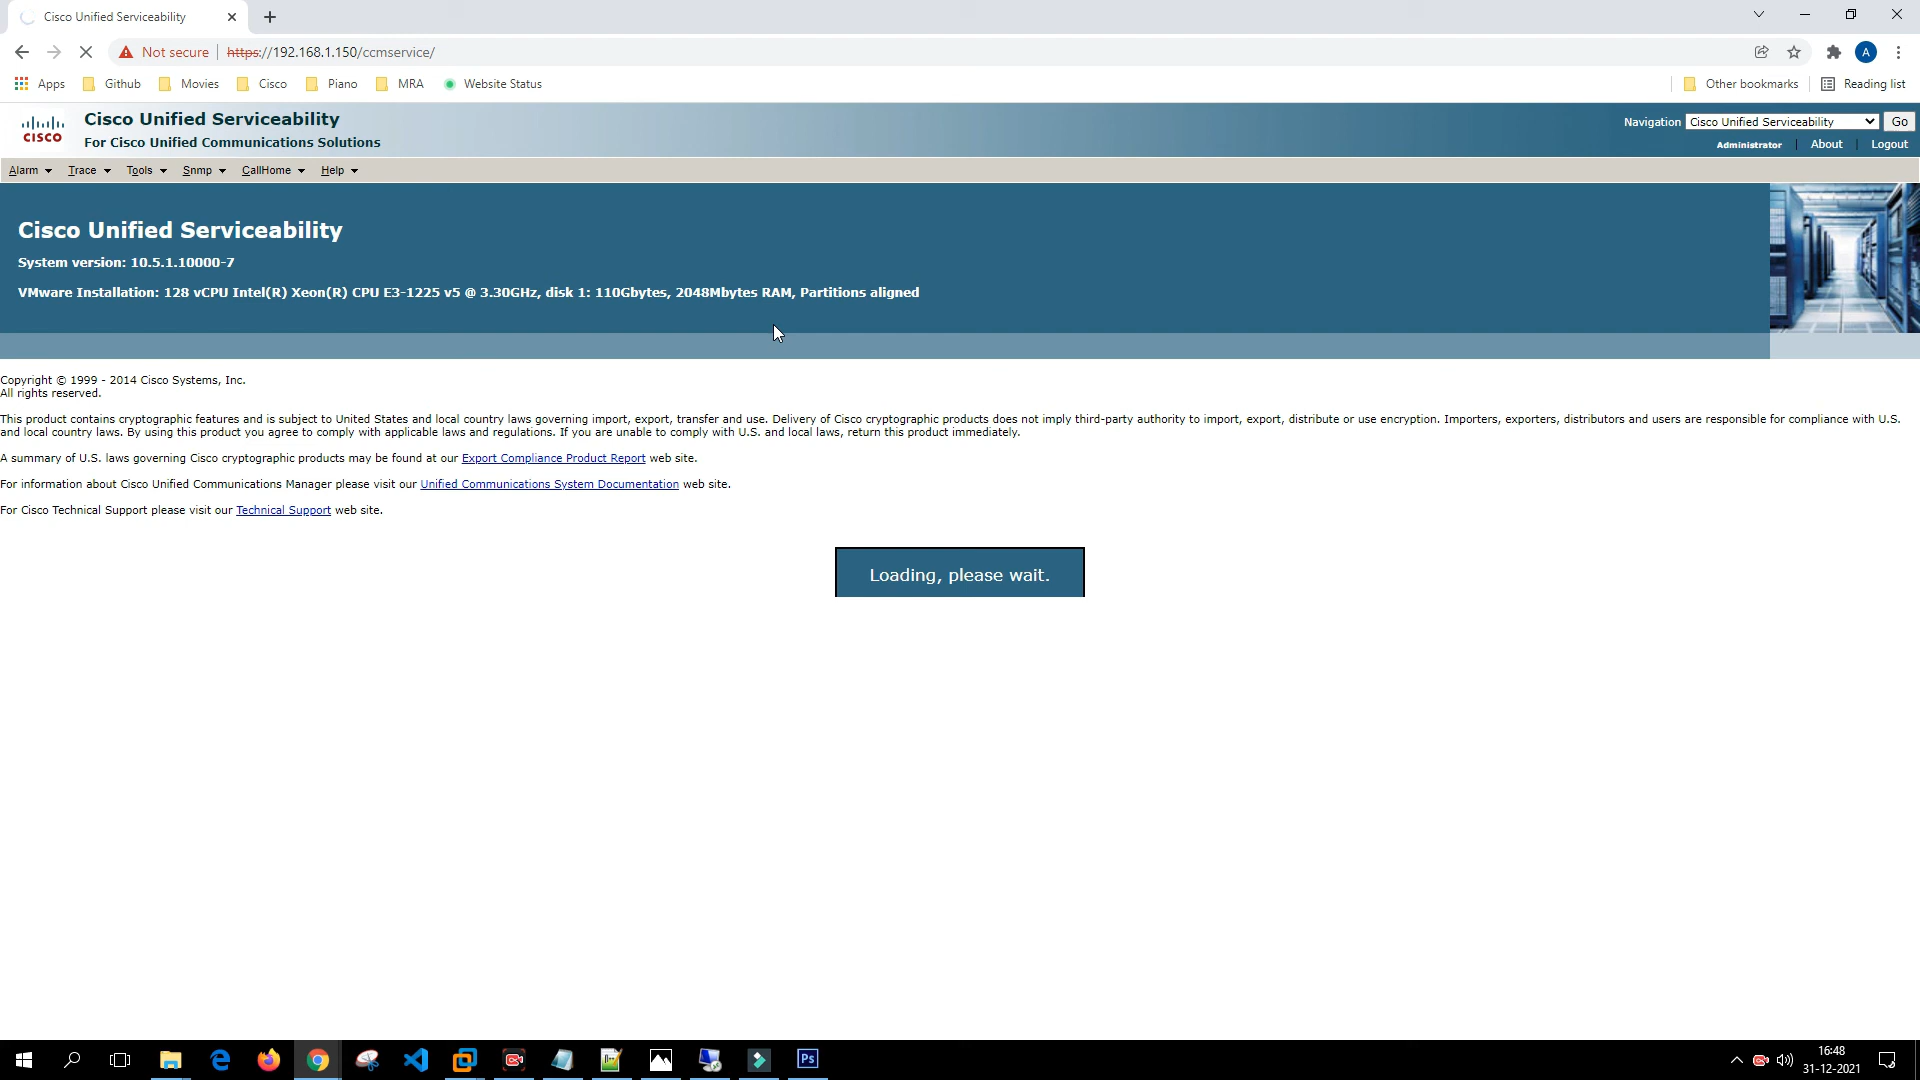 Cisco Unified Serviceability
Not secure https://192.168.1.150/ccmservice/
A
Apps Github Movies Cisco Piano MRA Website Status Other bookmarks Reading list
CISCO
Cisco Unified Serviceability
For Cisco Unified Communications Solutions
Navigation Cisco Unified Serviceability Go
Administrator About Logout
Alarm Trace Tools Snmp CallHome Help
Cisco Unified Serviceability
System version: 10.5.1.10000-7
VMware Installation: 128 vCPU Intel(R) Xeon(R) CPU E3-1225 v5 @ 3.30GHz, disk 1: 110Gbytes, 2048Mbytes RAM, Partitions aligned
Copyright © 1999 - 2014 Cisco Systems, Inc.
All rights reserved.
This product contains cryptographic features and is subject to United States and local country laws governing import, export, transfer and use. Delivery of Cisco cryptographic products does not imply third-party authority to import, export, distribute or use encryption. Importers, exporters, distributors and users are responsible for compliance with U.S.
and local country laws. By using this product you agree to comply with applicable laws and regulations. If you are unable to comply with U.S. and local laws, return this product immediately.
A summary of U.S. laws governing Cisco cryptographic products may be found at our Export Compliance Product Report web site.
For information about Cisco Unified Communications Manager please visit our Unified Communications System Documentation web site.
For Cisco Technical Support please visit our Technical Support web site.
Loading, please wait.
Ps
16:48
31-12-2021